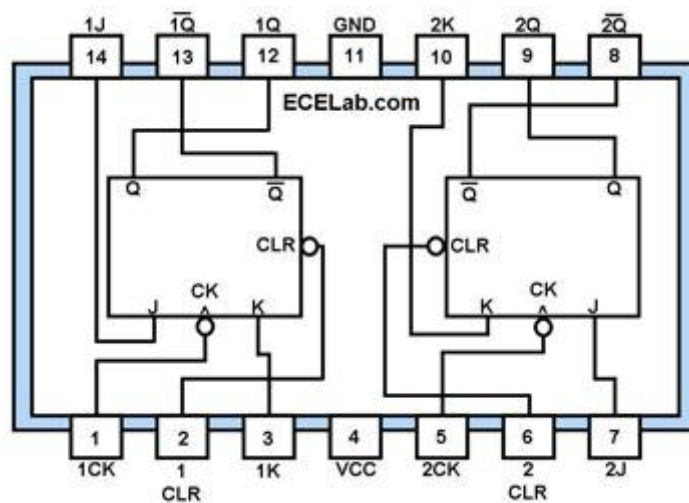 1J 1Q̅ 1Q GND 2K 2Q 2̅Q̅
14 13 12 11 10 9 8
ECELab.com
Q Q̅ Q̅ Q
CLR CLR
CK CK
J K K J
1 2 3 4 5 6 7
1CK 1 1K VCC 2CK 2 2J
CLR CLR